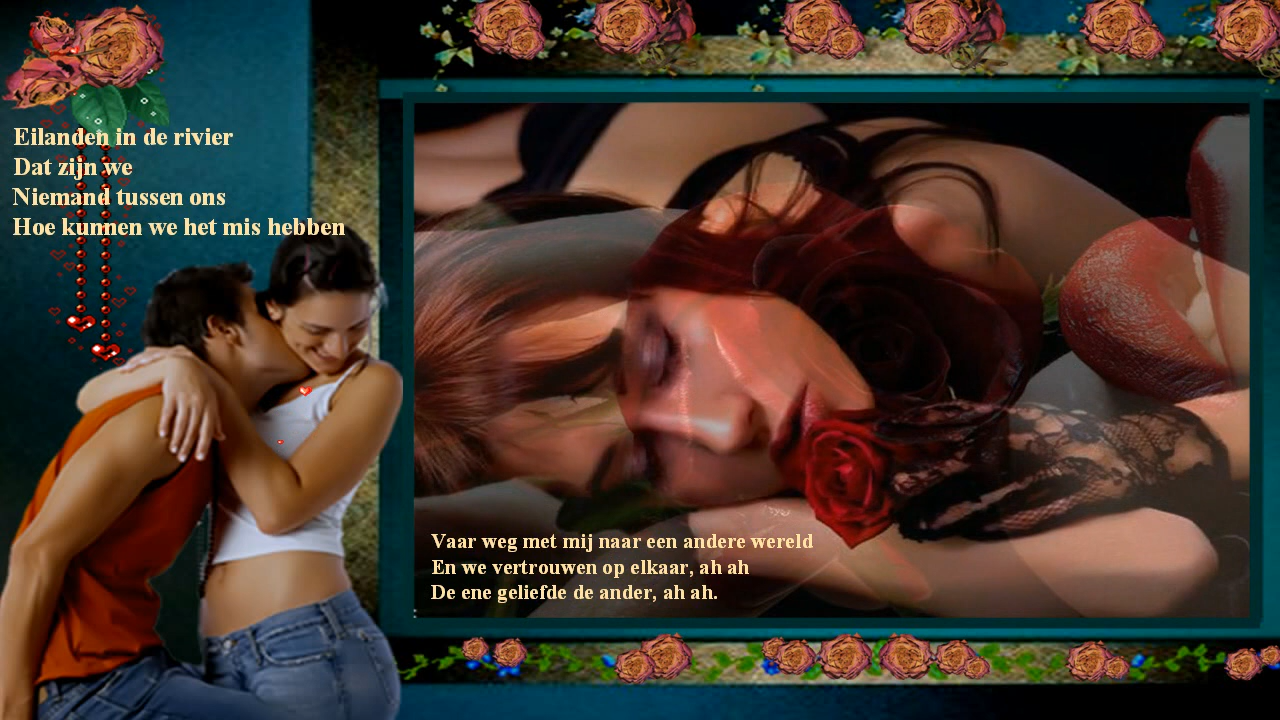 Eilanden in de rivier
Dat zijn we
Niemand tussen ons
Hoe kunnen we het mis hebben
Vaar weg met mij naar een andere wereld
En we vertrouwen op elkaar, ah ah
De ene geliefde de ander, ah ah.